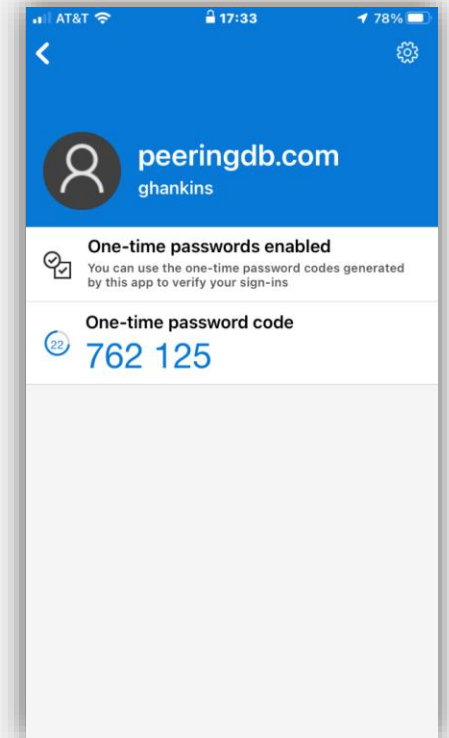 AT&T 17:33 78%
peeringdb.com
ghankins
One-time passwords enabled
You can use the one-time password codes generated
by this app to verify your sign-ins
One-time password code
22
762 125